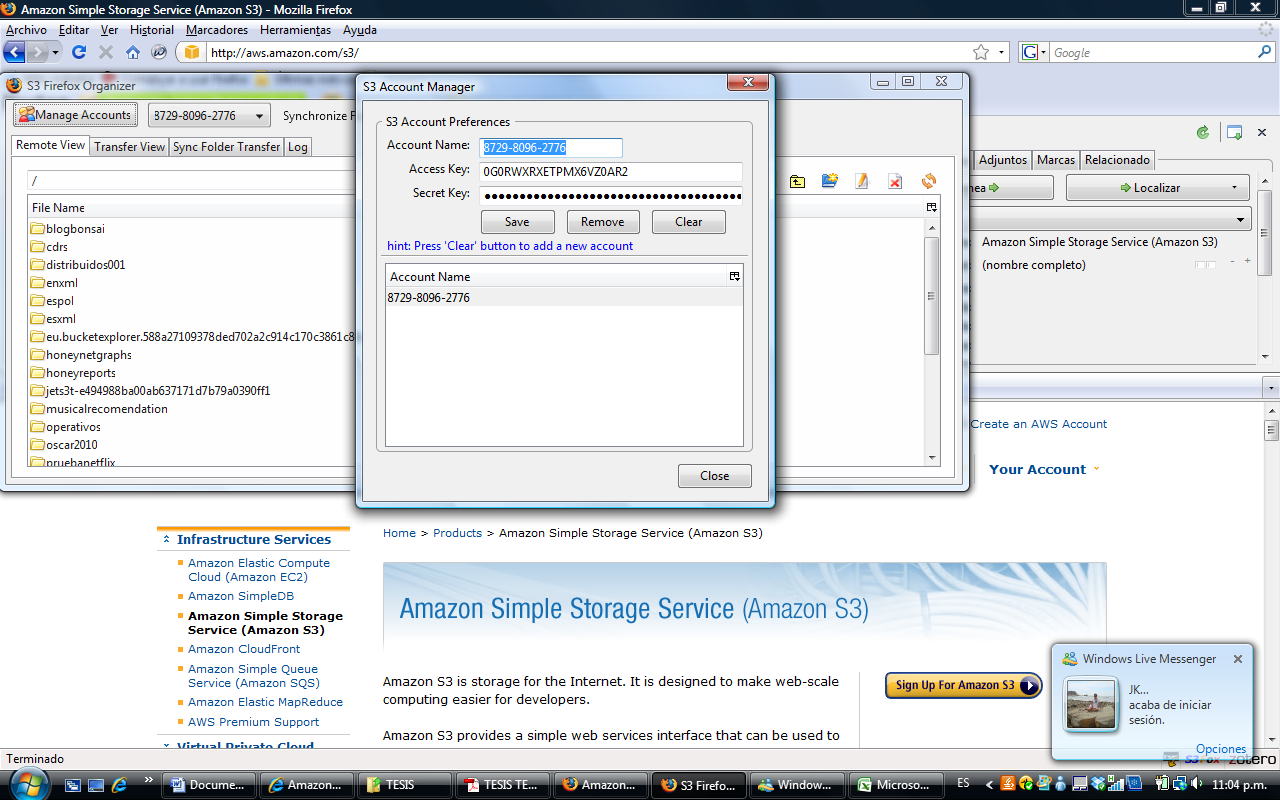 Amazon Simple Storage Service (Amazon S3) - Mozilla Firefox
Archivo Editar Ver Historial Marcadores Herramientas Ayuda
http://aws.amazon.com/s3/
Google
S3 Firefox Organizer
Manage Accounts 8729-8096-2776 Synchronize
Remote View Transfer View Sync Folder Transfer Log
/
File Name
blogbonsai
cdrs
distribuidos001
enxml
espol
esxml
eu.bucketexplorer.588a27109378ded702a2c914c170c3861c8
honeynetgraphs
honeyreports
jets3t-e494988ba00ab637171d7b79a0390ff1
musicalrecomendation
operativos
oscar2010
pruebanetflix
S3 Account Manager
S3 Account Preferences
Account Name: 8729-8096-2776
Access Key: 0G0RWXRXETPMX6VZ0AR2
Secret Key: ●●●●●●●●●●●●●●●●●●●●●●●●●●●●●●●●●●●●
Save Remove Clear
hint: Press 'Clear' button to add a new account
Account Name
8729-8096-2776
Close
Adjuntos Marcas Relacionado
Localizar
Amazon Simple Storage Service (Amazon S3)
(nombre completo) - +
Create an AWS Account
Your Account
Infrastructure Services
Amazon Elastic Compute
Cloud (Amazon EC2)
Amazon SimpleDB
Amazon Simple Storage
Service (Amazon S3)
Amazon CloudFront
Amazon Simple Queue
Service (Amazon SQS)
Amazon Elastic MapReduce
AWS Premium Support
Virtual Private Cloud
Home > Products > Amazon Simple Storage Service (Amazon S3)
Amazon Simple Storage Service (Amazon S3)
Amazon S3 is storage for the Internet. It is designed to make web-scale
computing easier for developers.
Amazon S3 provides a simple web services interface that can be used to
Sign Up For Amazon S3
Windows Live Messenger
JK...
acaba de iniciar
sesión.
Opciones
Terminado
S3Fox zotero
Docume... Amazon... TESIS TESIS TE... Amazon... S3 Firefo... Window... Microso... ES 11:04 p.m.